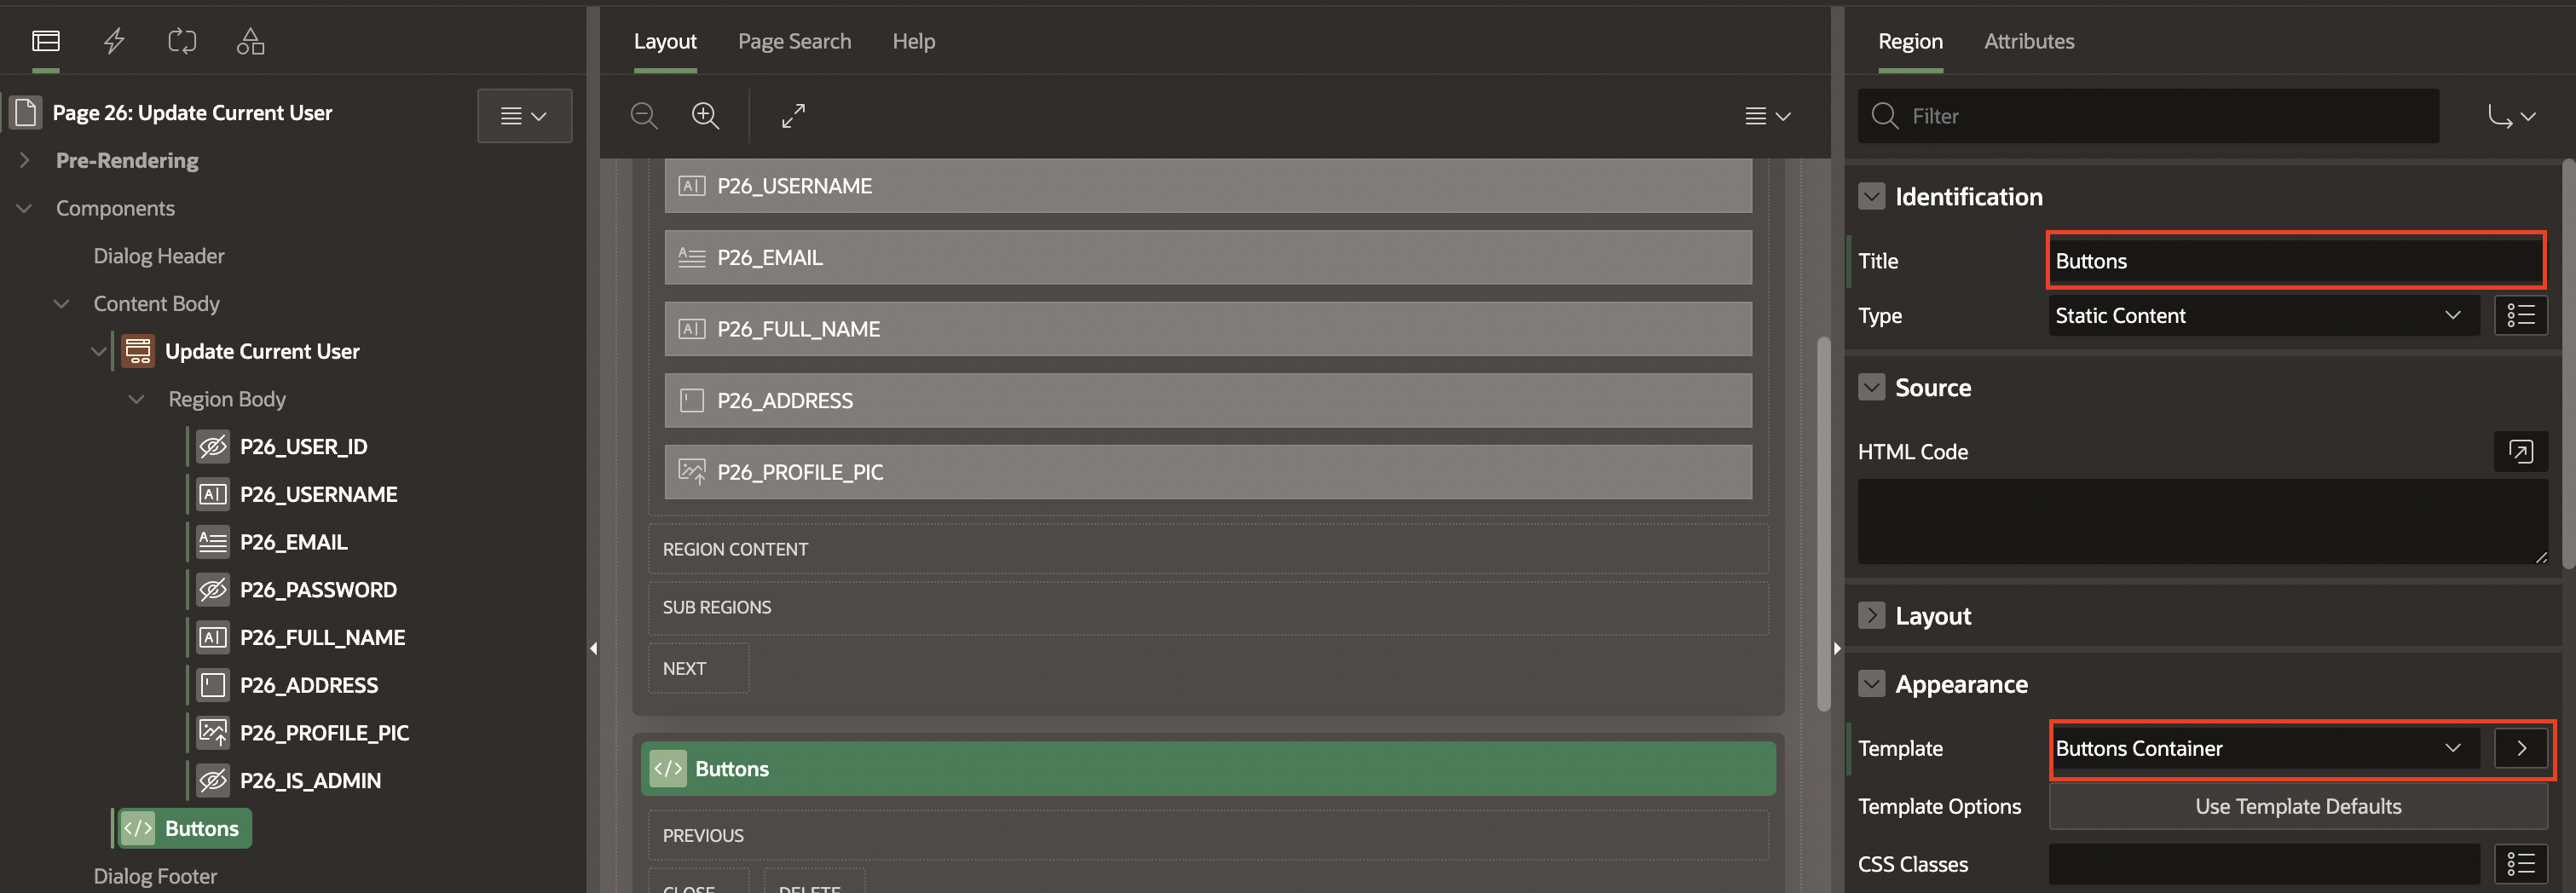 Page 26: Update Current User
Pre-Rendering
Components
Dialog Header
Content Body
Update Current User
Region Body
P26_USER_ID
P26_USERNAME
P26_EMAIL
P26_PASSWORD
P26_FULL_NAME
P26_ADDRESS
P26_PROFILE_PIC
P26_IS_ADMIN
Buttons
Dialog Footer
Layout Page Search Help
P26_USERNAME
P26_EMAIL
P26_FULL_NAME
P26_ADDRESS
P26_PROFILE_PIC
REGION CONTENT
SUB REGIONS
NEXT
Buttons
PREVIOUS
CLOSE DELETE
Region Attributes
Filter
Identification
Title Buttons
Type Static Content
Source
HTML Code
Layout
Appearance
Template Buttons Container
Template Options Use Template Defaults
CSS Classes